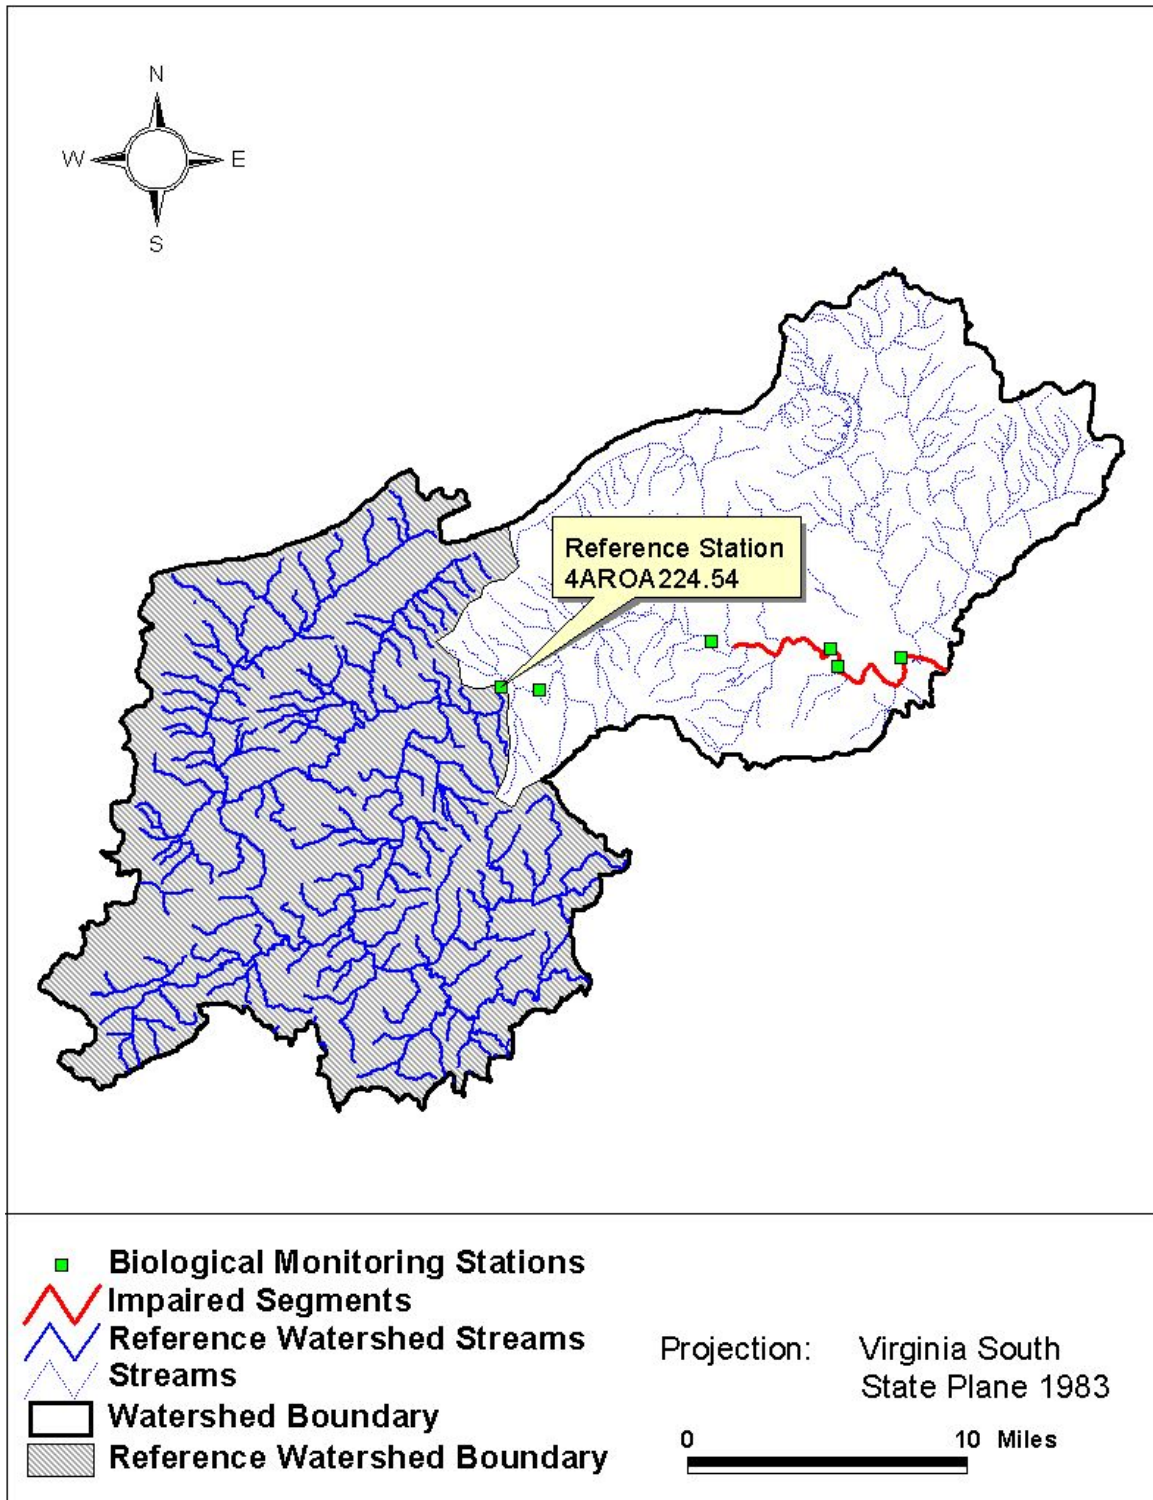 N
W E
S
Reference Station
4AROA224.54
Biological Monitoring Stations
Impaired Segments
Reference Watershed Streams
Streams
Watershed Boundary
Reference Watershed Boundary
Projection: Virginia South
State Plane 1983
0 10 Miles